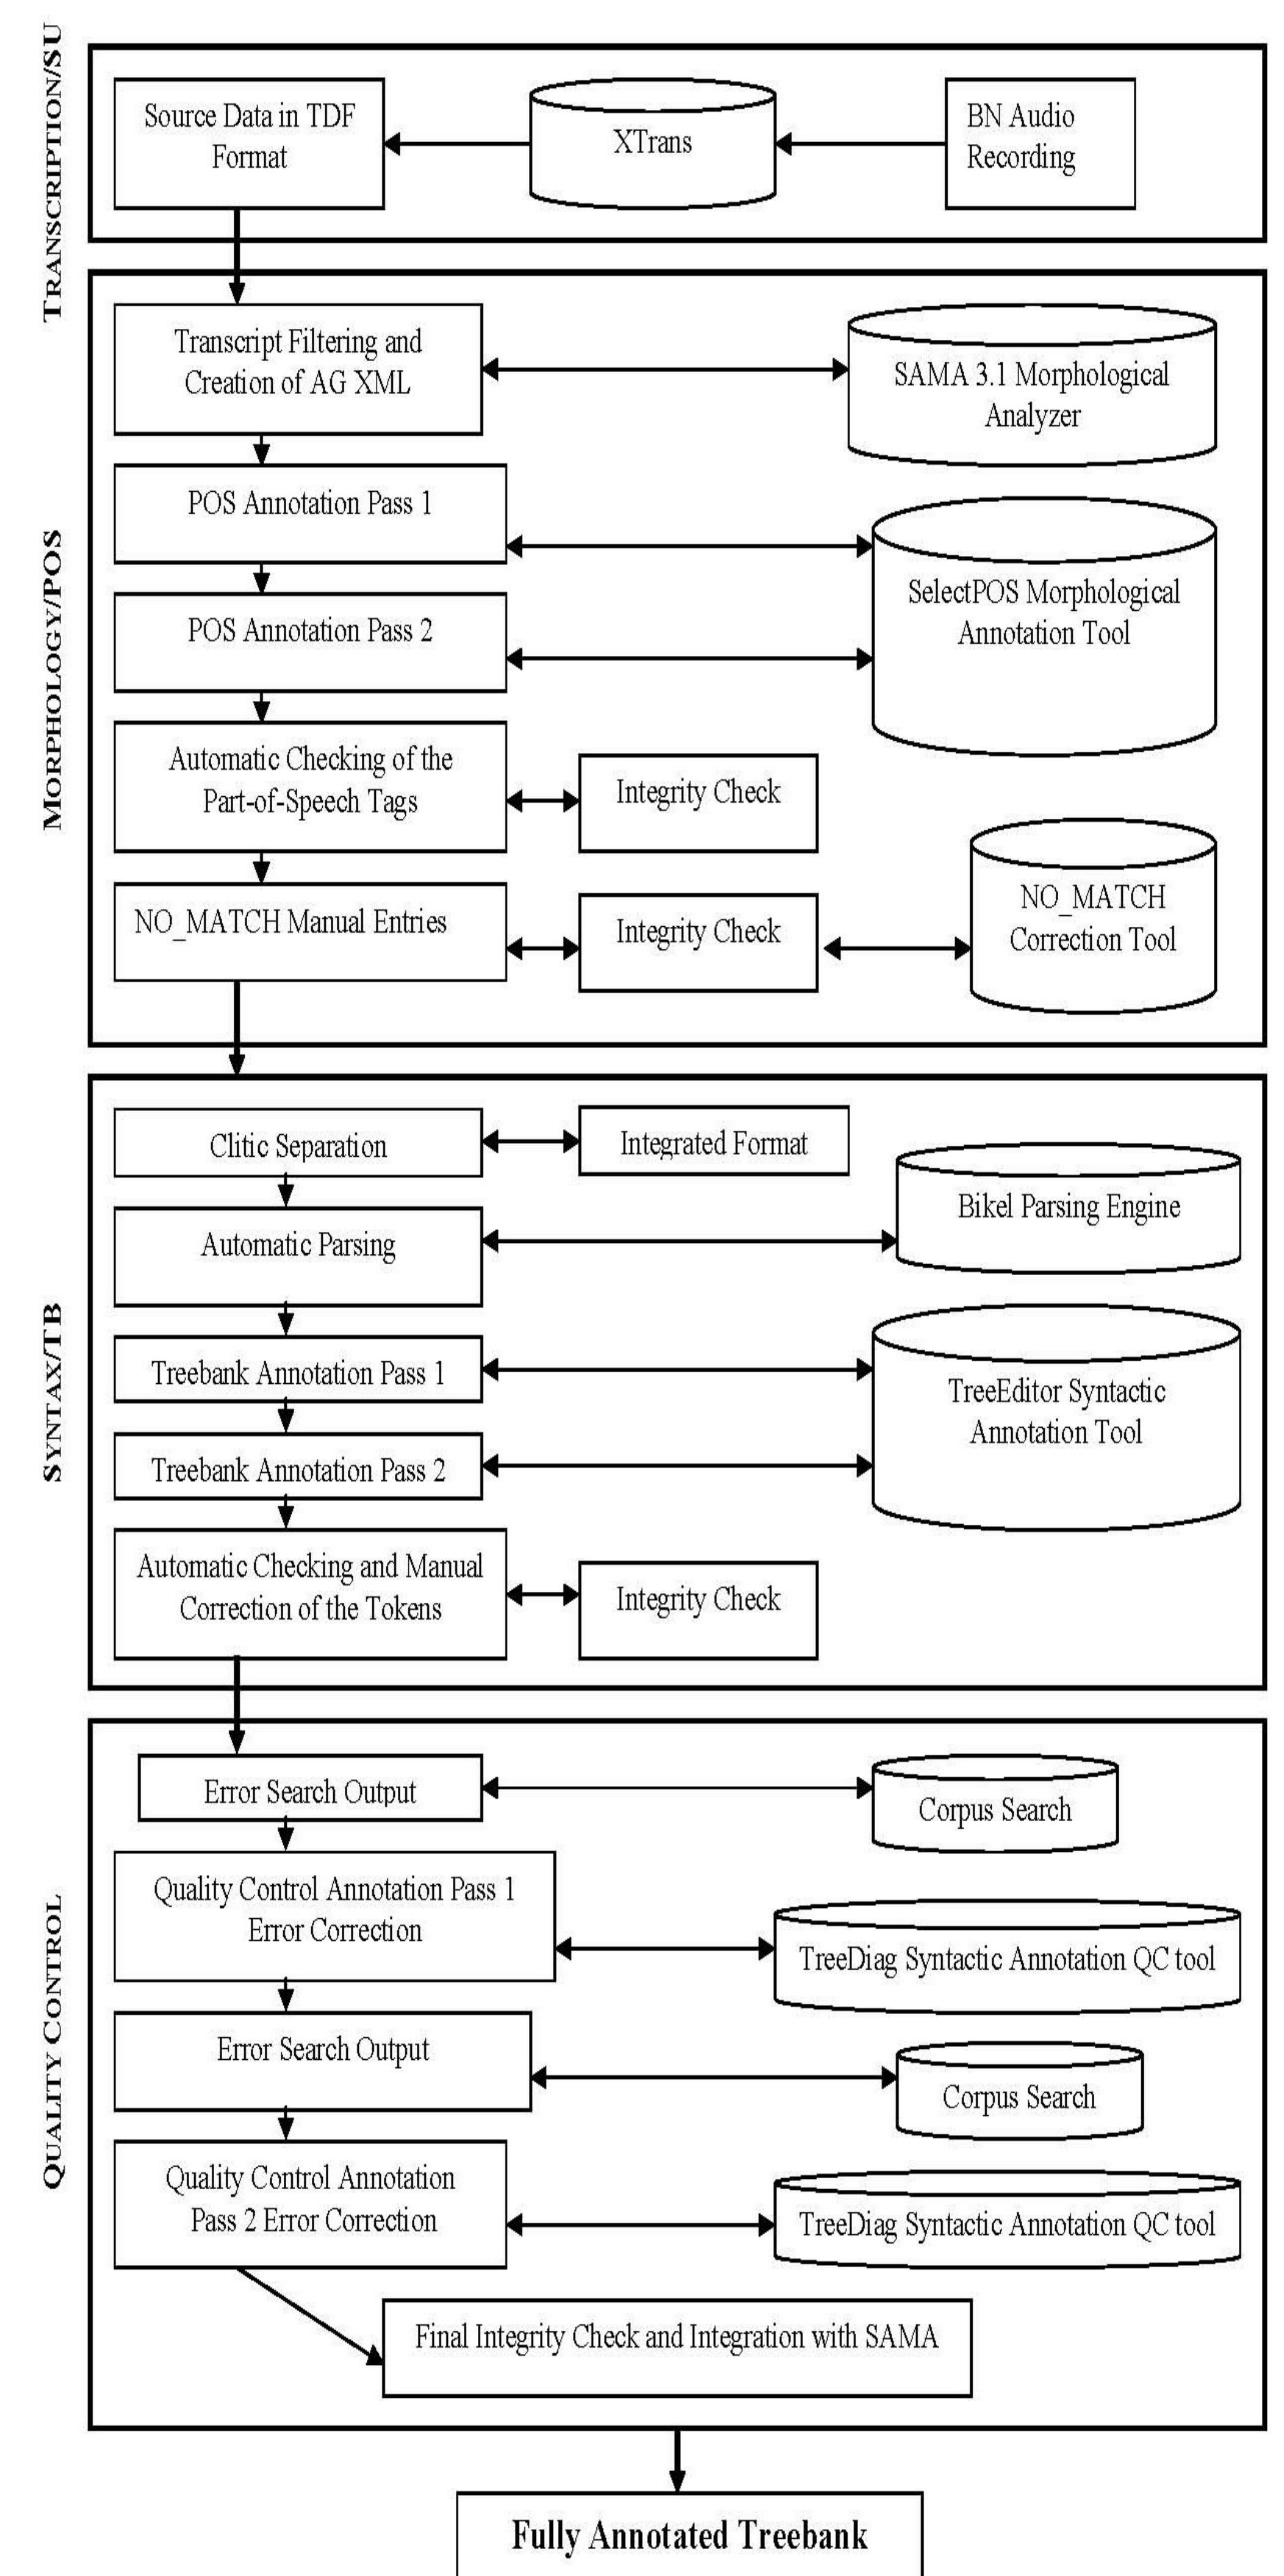 TRANSCRIPTION/SU
Source Data in TDF
Format
XTrans
BN Audio
Recording
MORPHOLOGY/POS
Transcript Filtering and
Creation of AG XML
SAMA 3.1 Morphological
Analyzer
POS Annotation Pass 1
SelectPOS Morphological
Annotation Tool
POS Annotation Pass 2
Automatic Checking of the
Part-of-Speech Tags
Integrity Check
NO_MATCH Manual Entries
Integrity Check
NO_MATCH
Correction Tool
SYNTAX/TB
Clitic Separation
Integrated Format
Bikel Parsing Engine
Automatic Parsing
Treebank Annotation Pass 1
TreeEditor Syntactic
Annotation Tool
Treebank Annotation Pass 2
Automatic Checking and Manual
Correction of the Tokens
Integrity Check
QUALITY CONTROL
Error Search Output
Corpus Search
Quality Control Annotation Pass 1
Error Correction
TreeDiag Syntactic Annotation QC tool
Error Search Output
Corpus Search
Quality Control Annotation
Pass 2 Error Correction
TreeDiag Syntactic Annotation QC tool
Final Integrity Check and Integration with SAMA
Fully Annotated Treebank